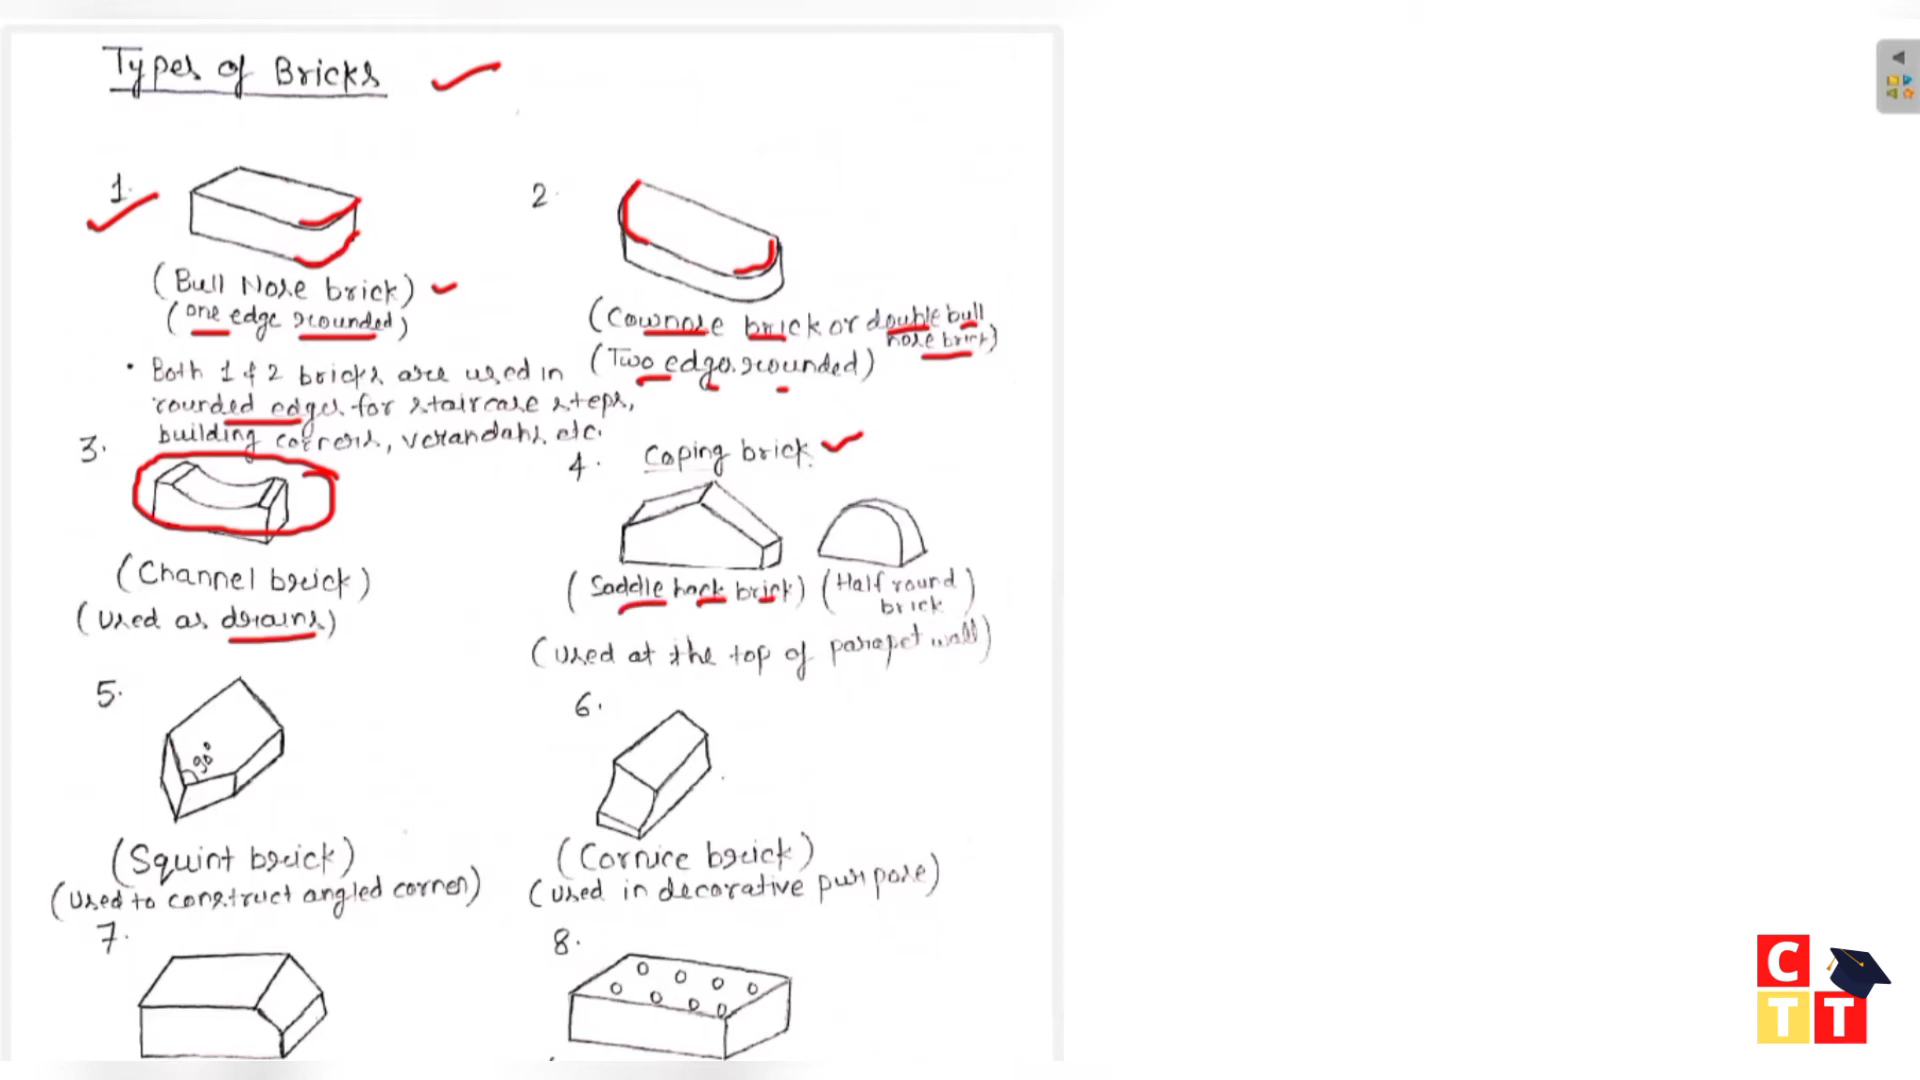 Types of Bricks
1.
(Bull Nose brick)
(one edge rounded)
2.
(Cownose brick or double bull
nose brick)
(Two edges rounded)
• Both 1 & 2 bricks are used in
rounded edges for staircase steps,
building corners, verandahs, etc.
3.
(Channel brick)
(Used as drains)
4. Coping brick.
(Saddle back brick)
(Half round
brick)
(Used at the top of parapet wall)
5.
90°
(Squint brick)
(Used to construct angled corner)
6.
(Cornice brick)
(Used in decorative purpose)
7.
8.
C
T T